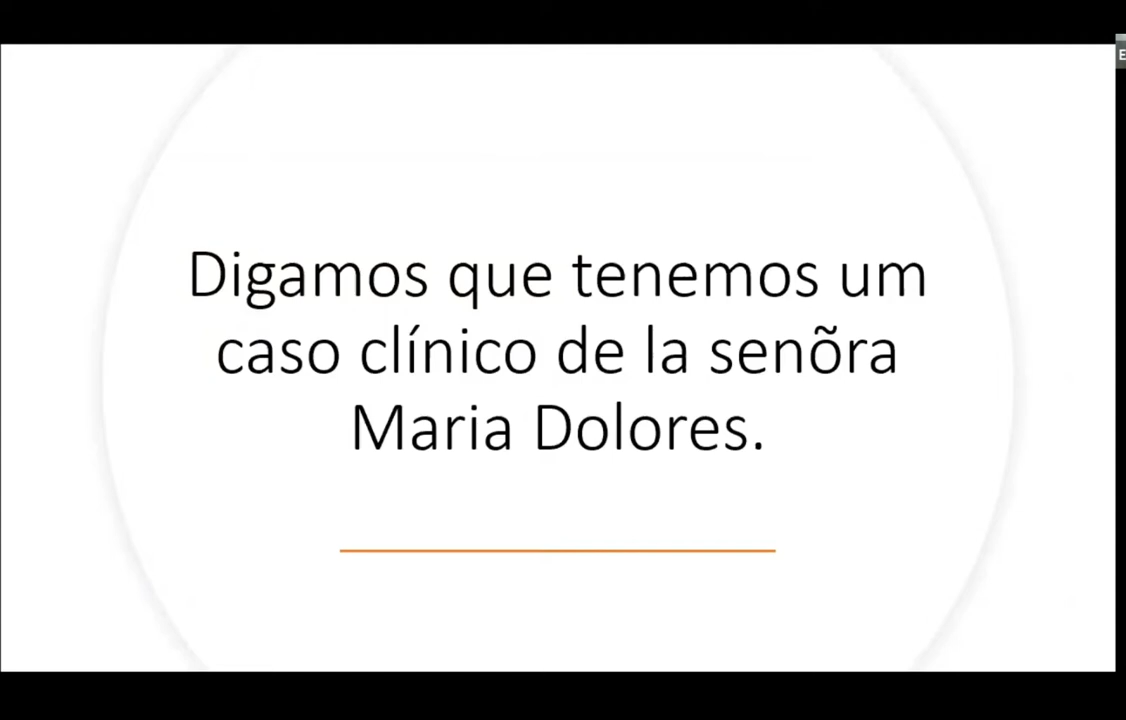 Digamos que tenemos um
caso clínico de la senõra
Maria Dolores.
E